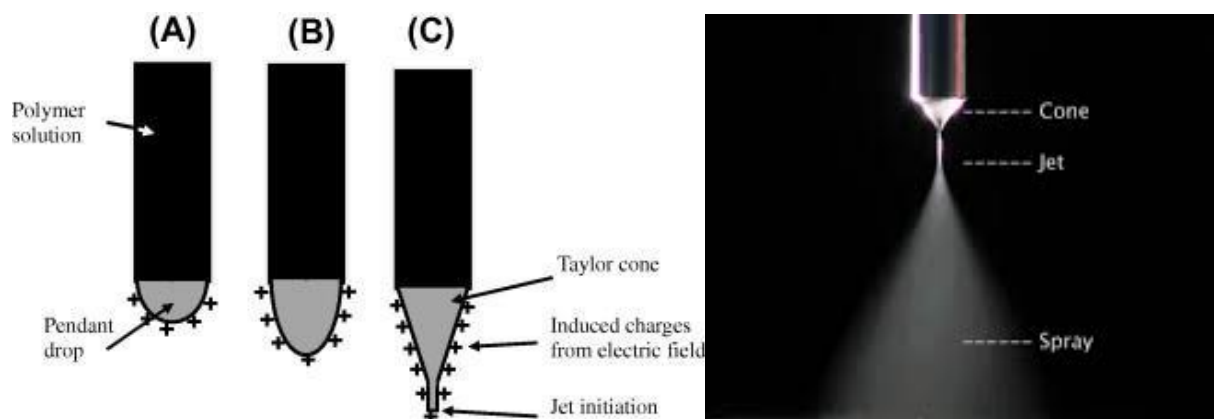 (A)
(B)
(C)
Polymer
solution
Pendant
drop
Taylor cone
Induced charges
from electric field
Jet initiation
Cone
Jet
Spray